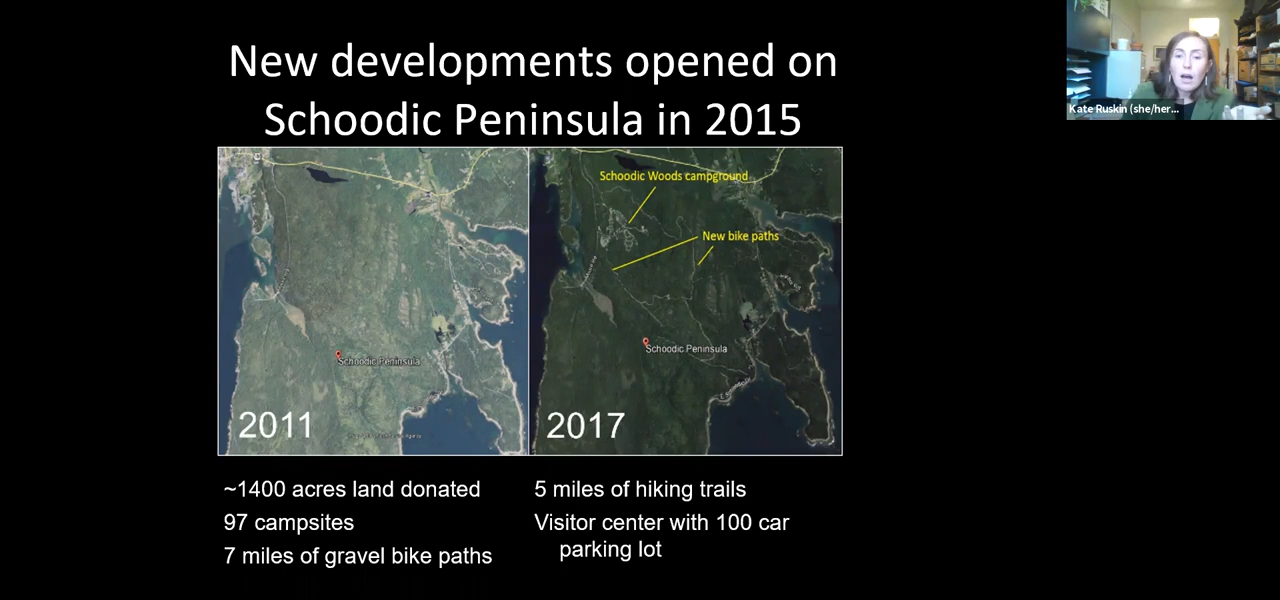 New developments opened on
Schoodic Peninsula in 2015
Kate Ruskin (she/her...
Schoodic Woods campground
New bike paths
Schoodic Peninsula
Schoodic Peninsula
2011
2017
~1400 acres land donated
97 campsites
7 miles of gravel bike paths
5 miles of hiking trails
Visitor center with 100 car
parking lot